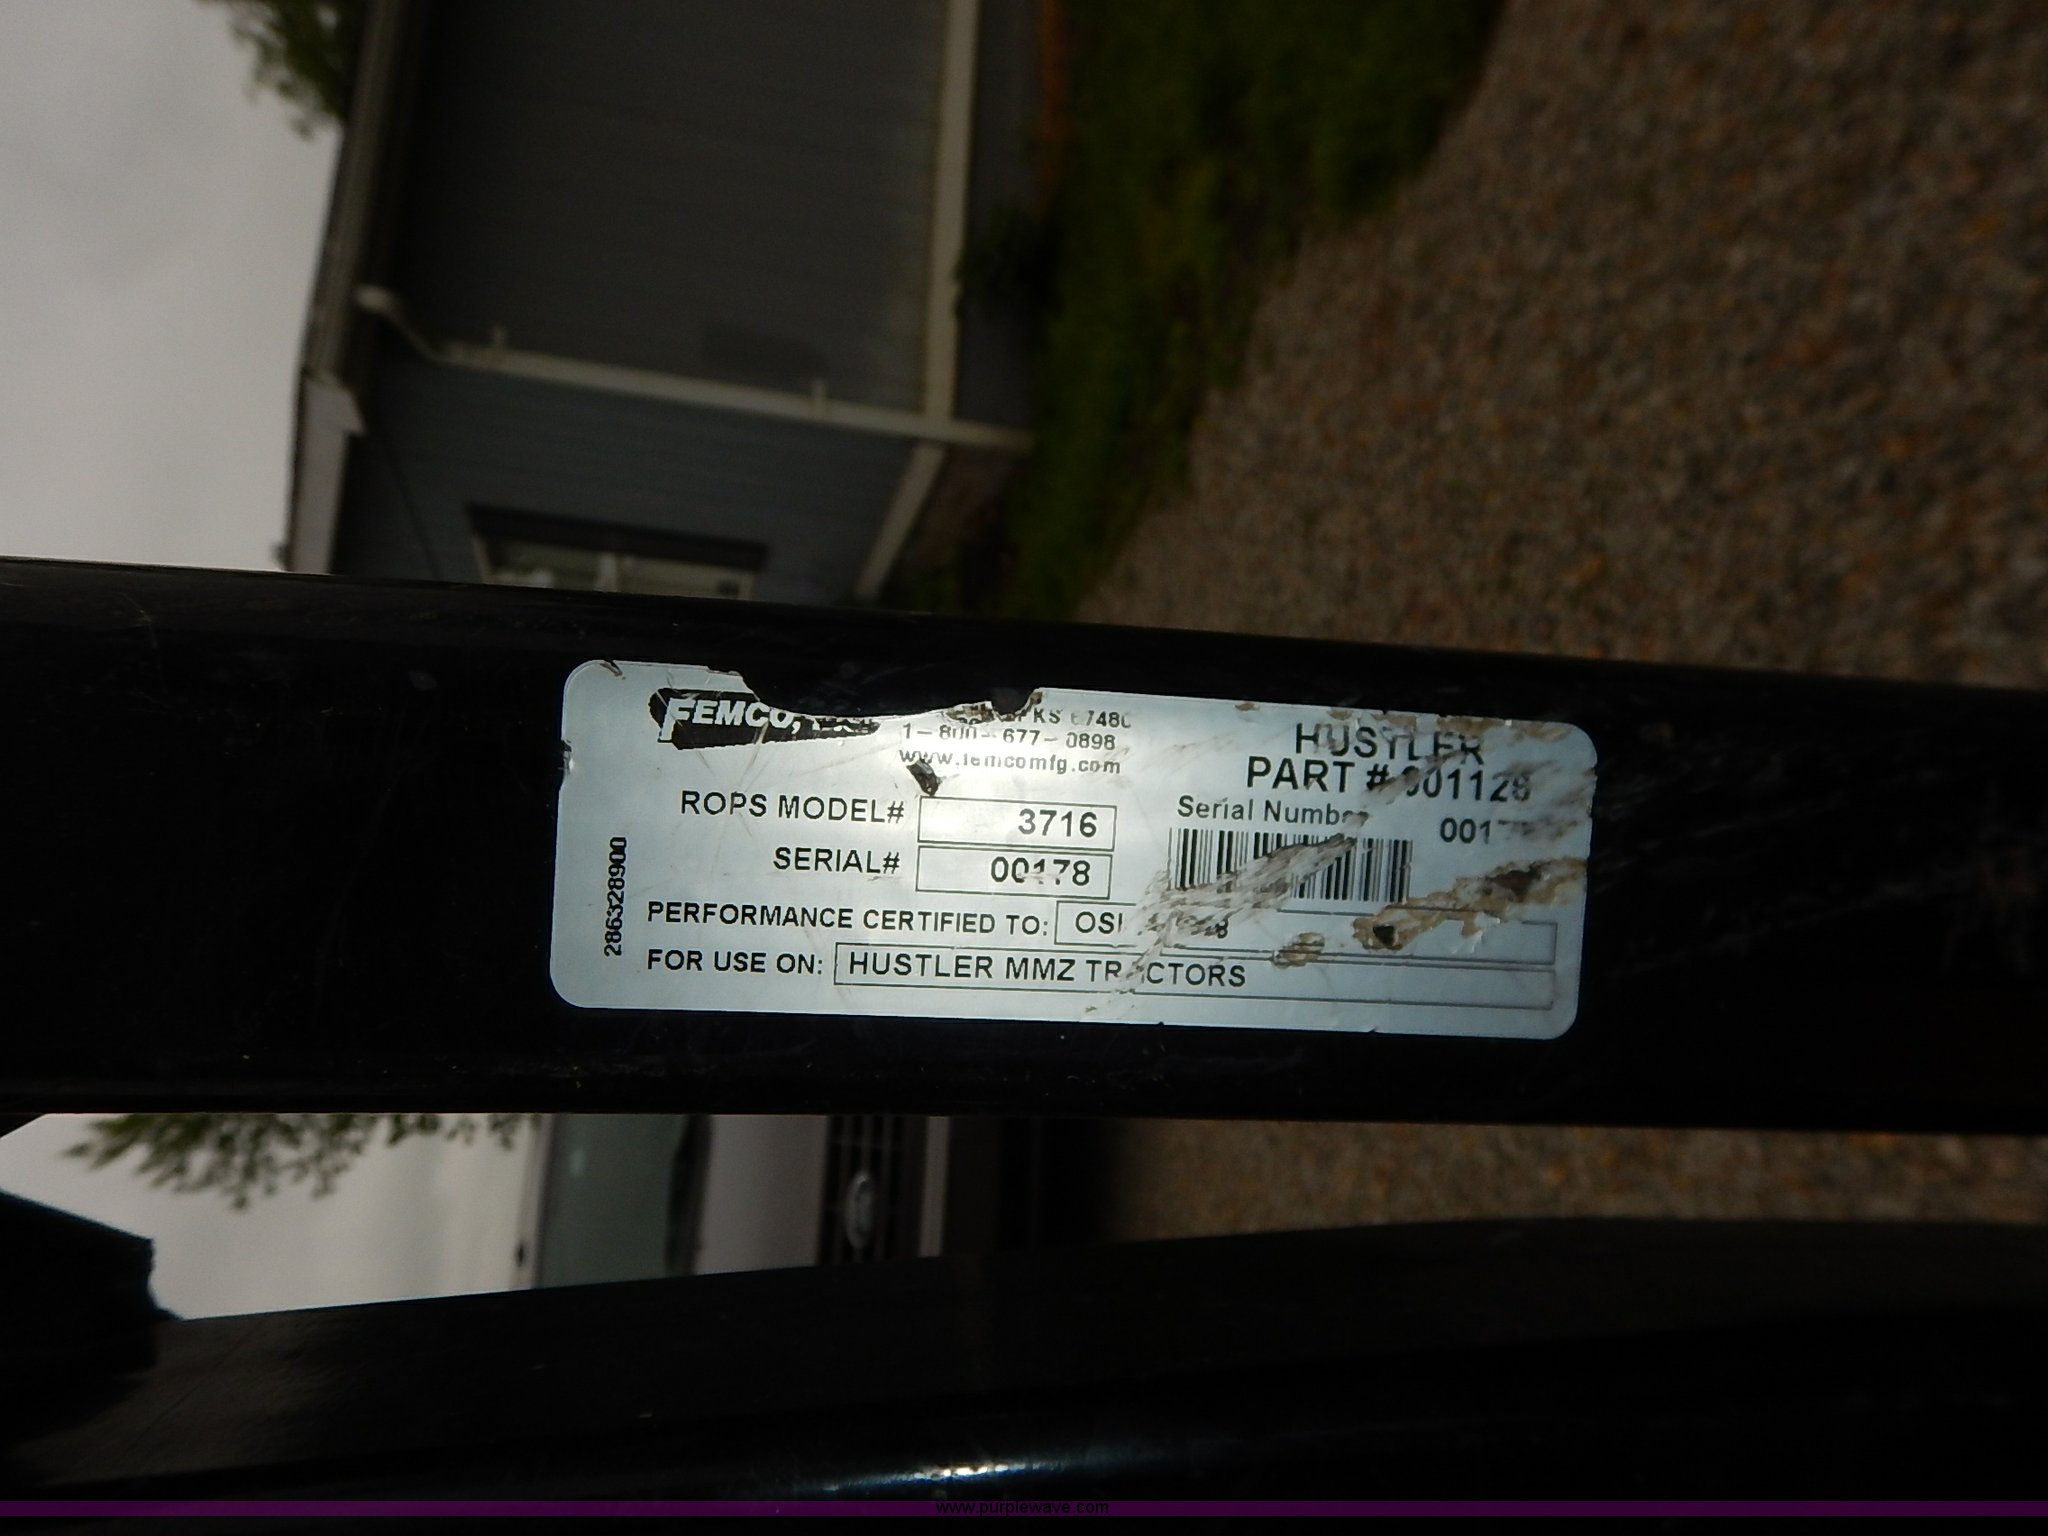 FEMCO,
KS 67480
1-800-677-0898
www.femcomfg.com
HUSTLER
PART #
ROPS MODEL# 3716
Serial Number
SERIAL# 00178
PERFORMANCE CERTIFIED TO:
FOR USE ON: HUSTLER MMZ TRACTORS
286328900
www.purplewave.com